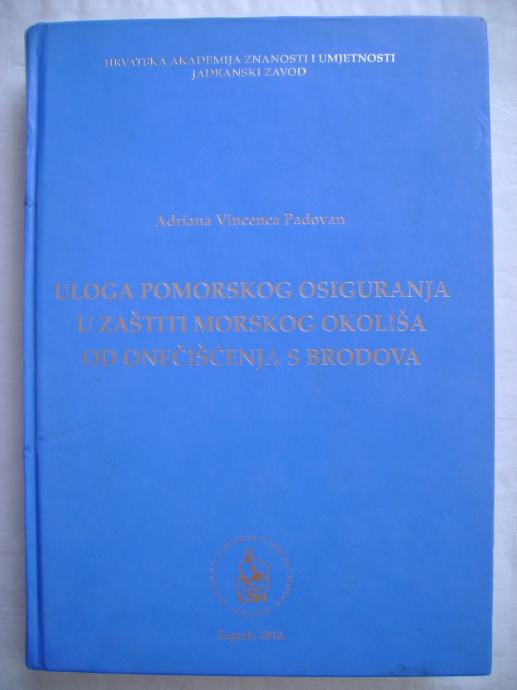 HRVATSKA AKADEMIJA ZNANOSTI I UMJETNOSTI
JADRANSKI ZAVOD
Adriana Vincenca Padovan
ULOGA POMORSKOG OSIGURANJA
U ZAŠTITI MORSKOG OKOLIŠA
OD ONEČIŠĆENJA S BRODOVA
Zagreb, 2012.